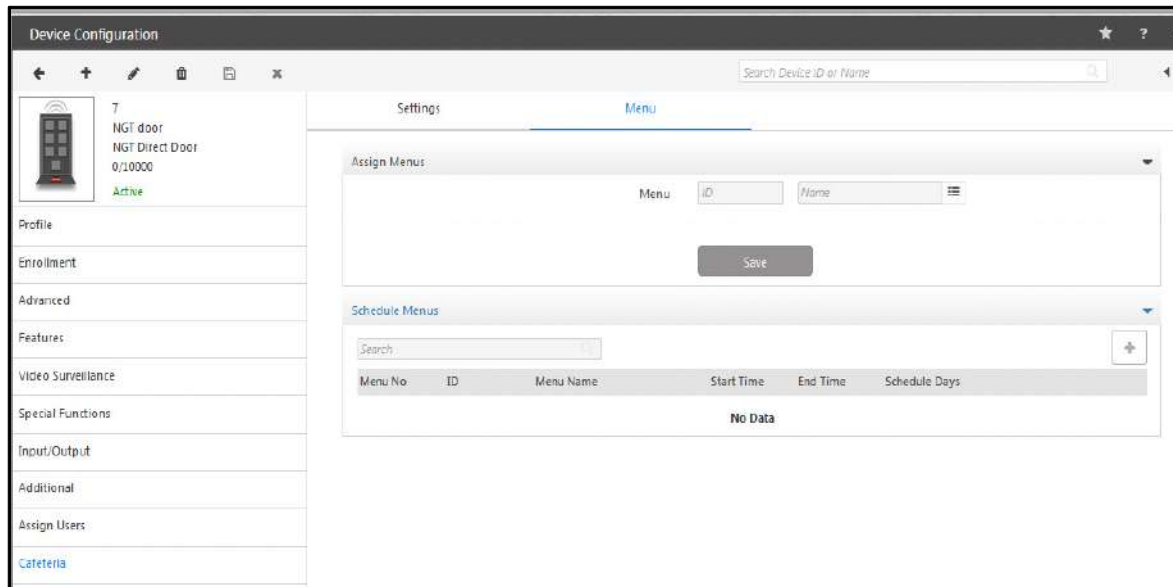 Device Configuration
?
Search Device ID or Name
7
NGT door
NGT Direct Door
0/10000
Active
Profile
Enrollment
Advanced
Features
Video Surveillance
Special Functions
Input/Output
Additional
Assign Users
Cafeteria
Settings Menu
Assign Menus
Menu ID Name
Save
Schedule Menus
Search
Menu No ID Menu Name Start Time End Time Schedule Days
No Data